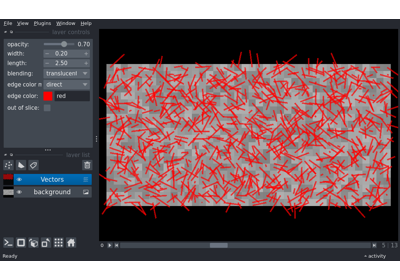 File View Plugins Window Help
layer controls
opacity: 0.70
width: 0.20
length: 2.50
blending: translucent
edge color m direct
edge color: red
out of slice:
layer list
Vectors
background
0 5 13
Ready activity